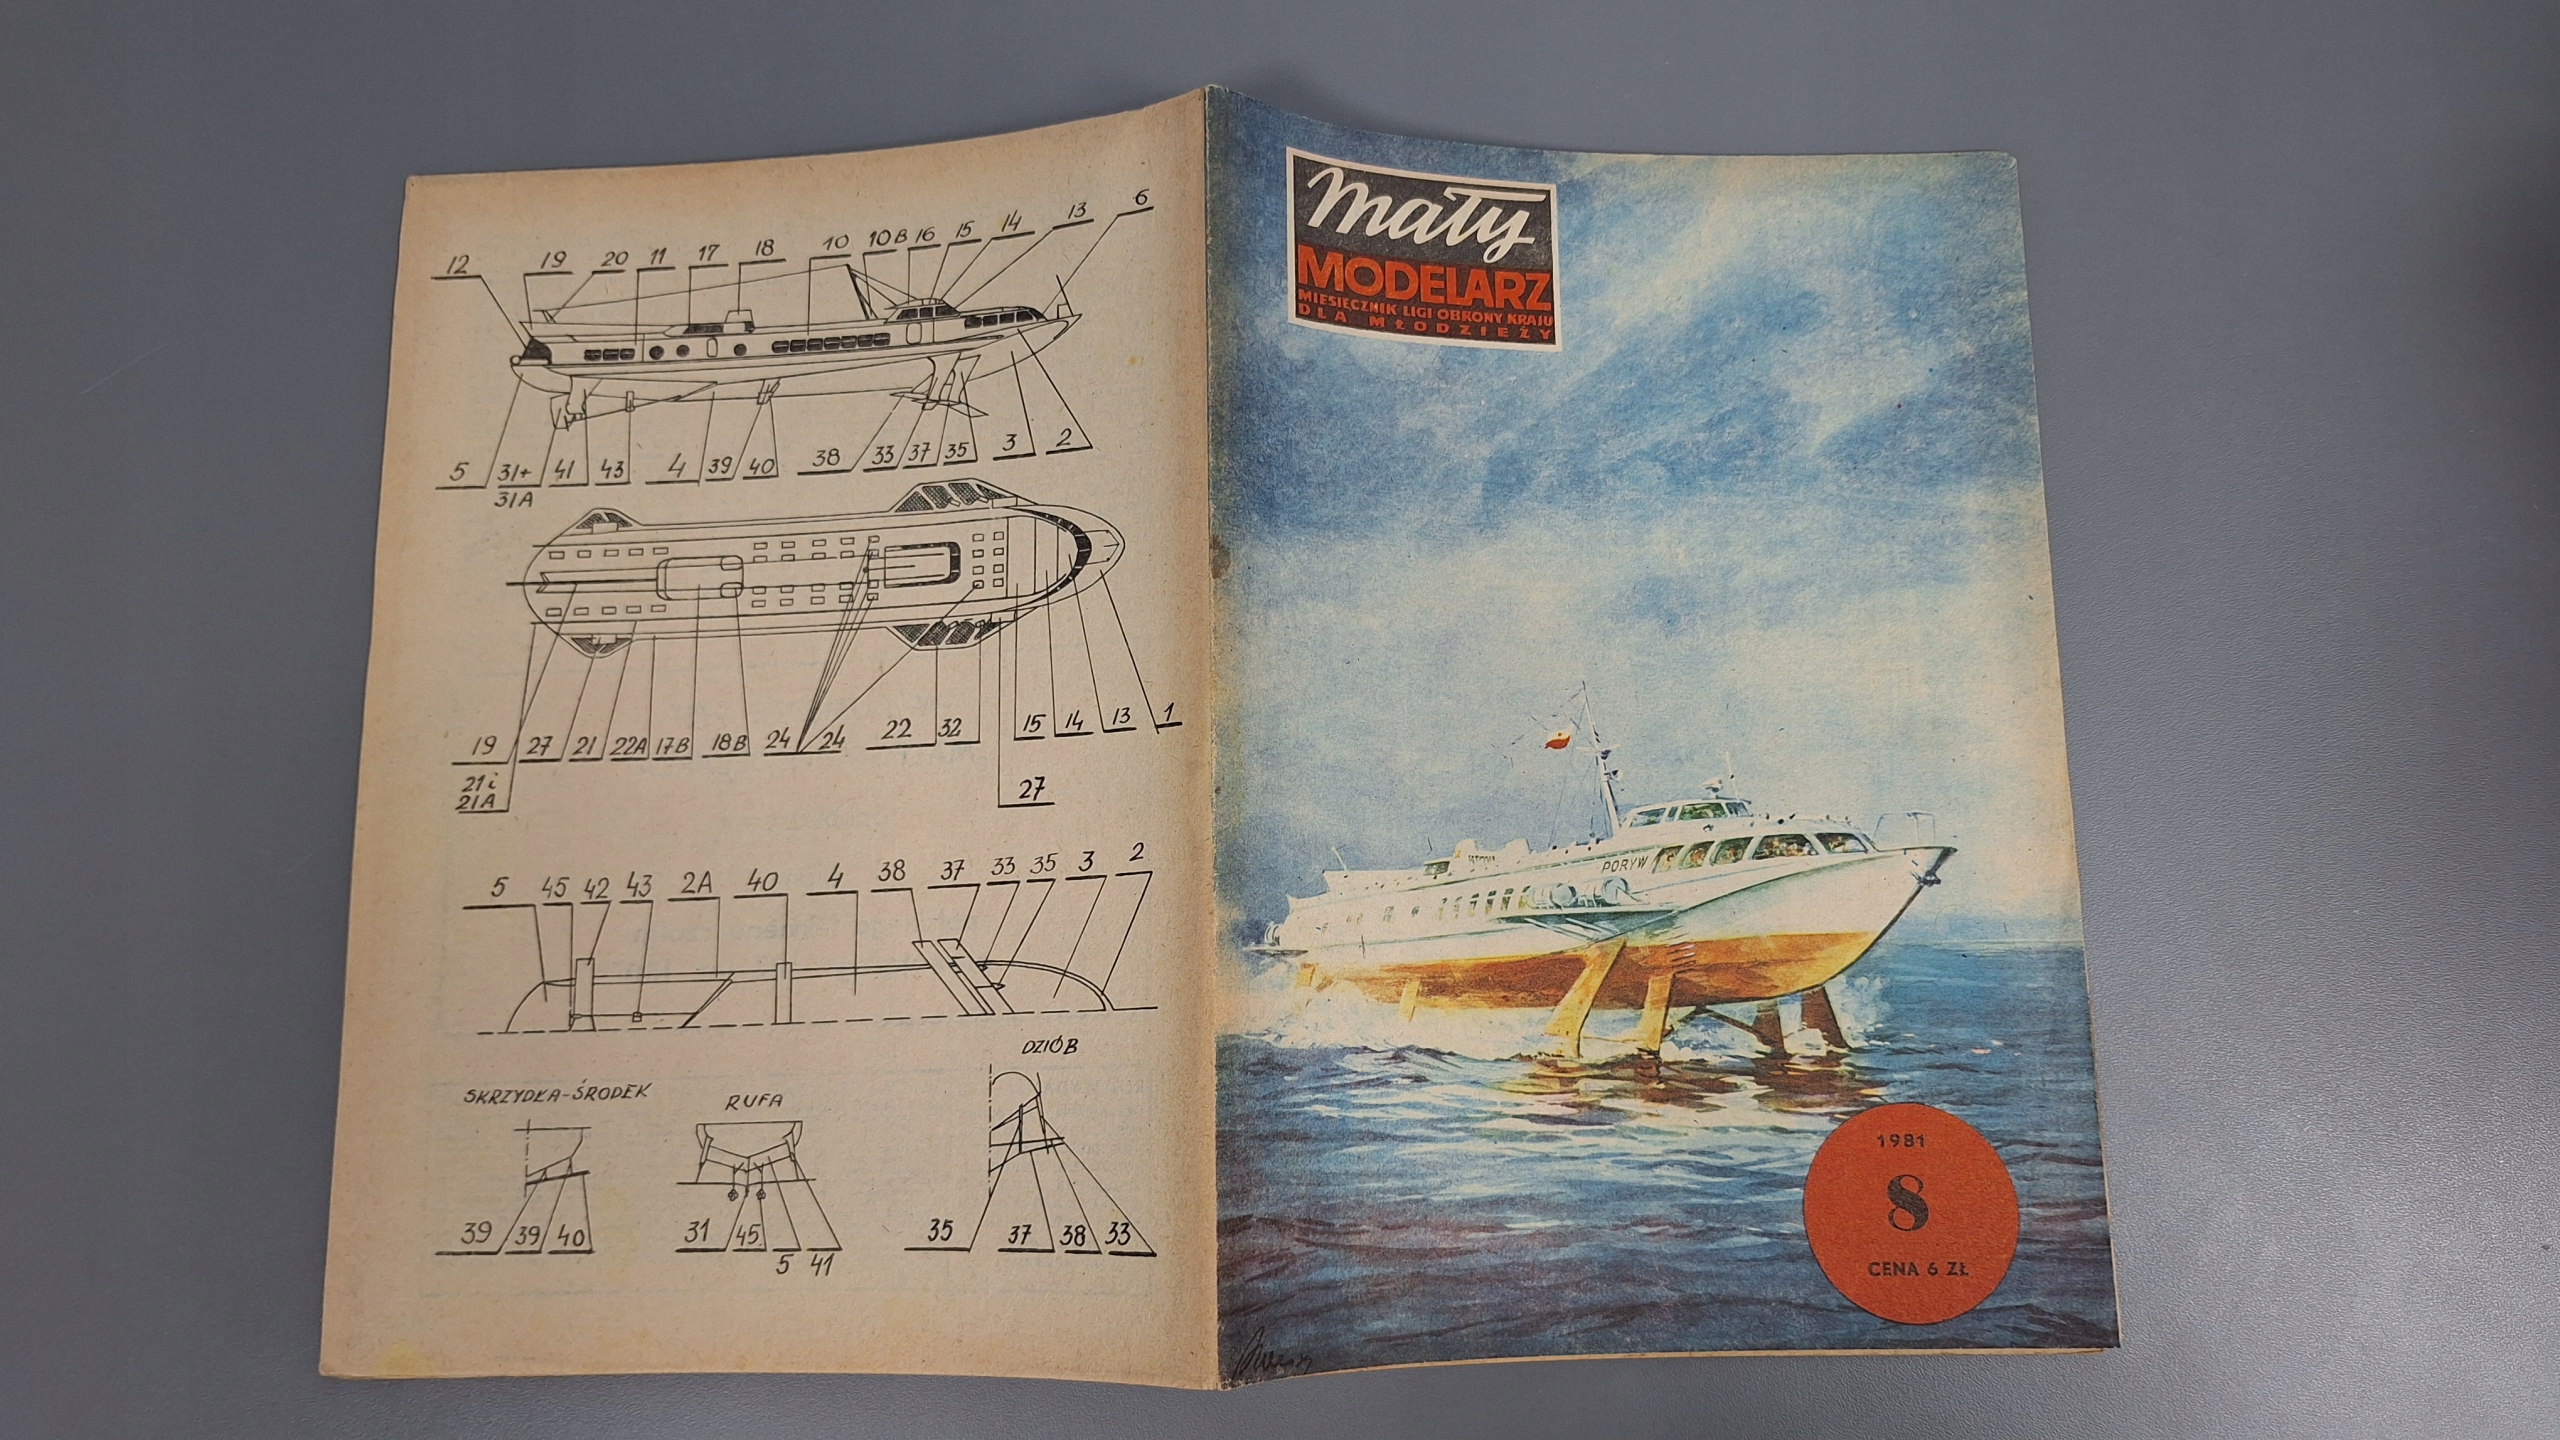 12 19 20 11 17 18 10 10B 16 15 14 13 6
5 31+ 41 43 4 39 40 38 33 37 35 3 2
31A
19 27 21 22A 17B 18B 24 24 22 32 15 14 13 1
21i
21A
27
5 45 42 43 2A 40 4 38 37 33 35 3 2
DZIÓB
SKRZYDŁA-ŚRODEK
RUFA
39 39 40 31 45 35 37 38 33
5 41
Mały
MODELARZ
MIESIĘCZNIK LIGI OBRONY KRAJU
DLA MŁODZIEŻY
PORYW
1981
8
CENA 6 ZŁ